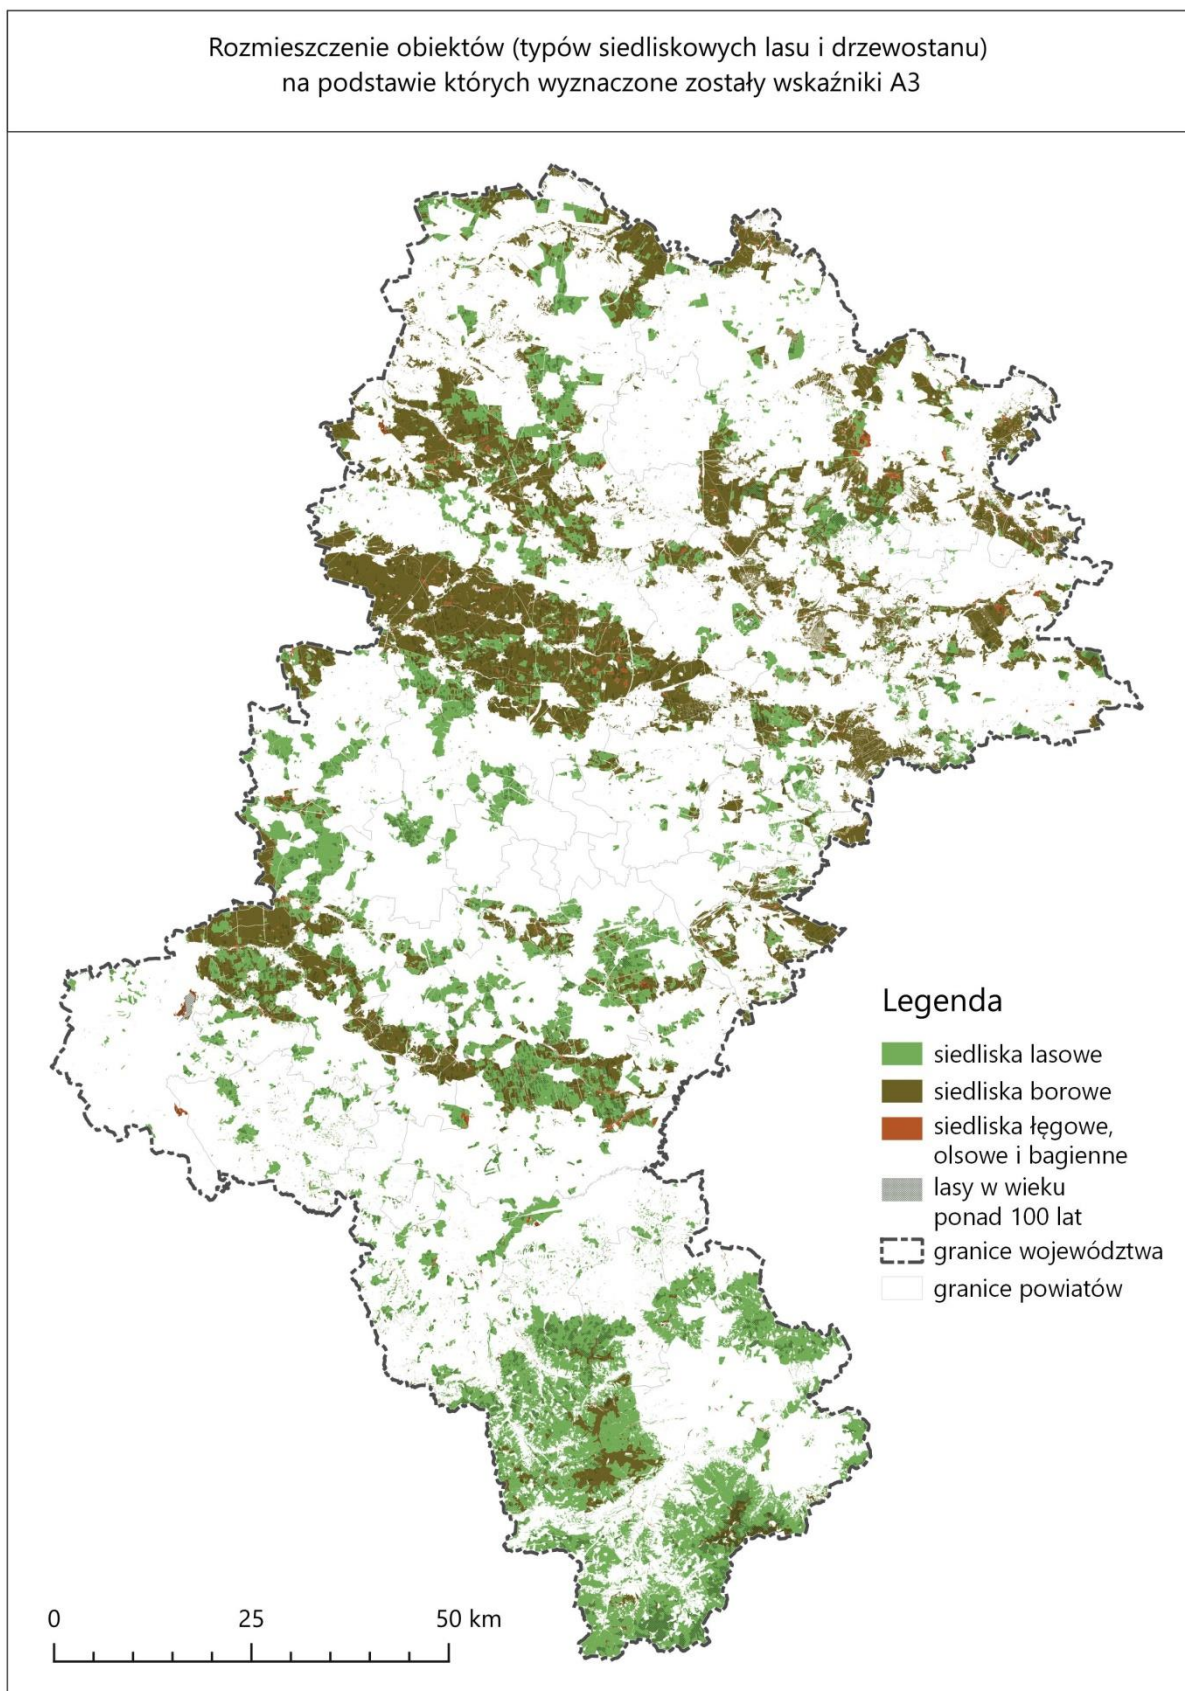 Rozmieszczenie obiektów (typów siedliskowych lasu i drzewostanu)
na podstawie których wyznaczone zostały wskaźniki A3
Legenda
siedliska lasowe
siedliska borowe
siedliska łęgowe,
olsowe i bagienne
lasy w wieku
ponad 100 lat
granice województwa
granice powiatów
0 25 50 km